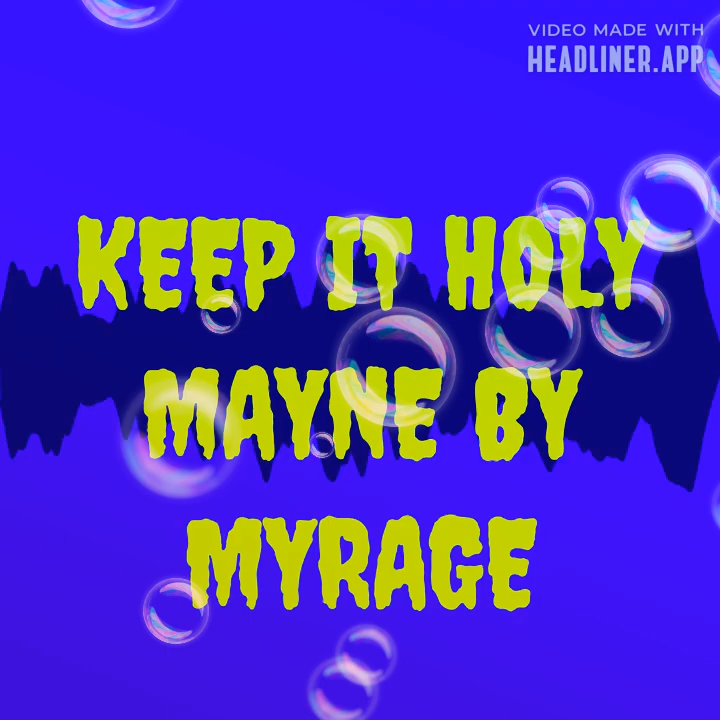 VIDEO MADE WITH
HEADLINER.APP
KEEP IT HOLY
MAYNE BY
MYRAGE